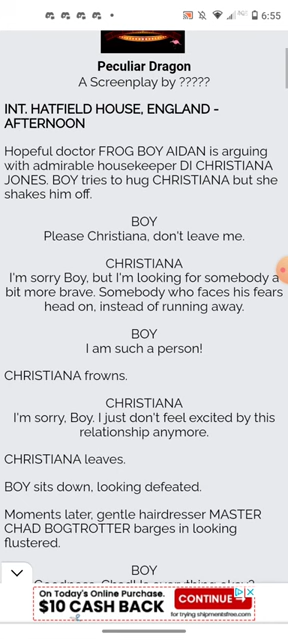 6:55
Peculiar Dragon
A Screenplay by ?????
INT. HATFIELD HOUSE, ENGLAND -
AFTERNOON
Hopeful doctor FROG BOY AIDAN is arguing
with admirable housekeeper DI CHRISTIANA
JONES. BOY tries to hug CHRISTIANA but she
shakes him off.
BOY
Please Christiana, don't leave me.
CHRISTIANA
I'm sorry Boy, but I'm looking for somebody a
bit more brave. Somebody who faces his fears
head on, instead of running away.
BOY
I am such a person!
CHRISTIANA frowns.
CHRISTIANA
I'm sorry, Boy. I just don't feel excited by this
relationship anymore.
CHRISTIANA leaves.
BOY sits down, looking defeated.
Moments later, gentle hairdresser MASTER
CHAD BOGTROTTER barges in looking
flustered.
BOY
Goodness, Chad! Is everything okay?
On Today's Online Purchase.
$10 CASH BACK
CONTINUE
for trying shipmentsfree.com